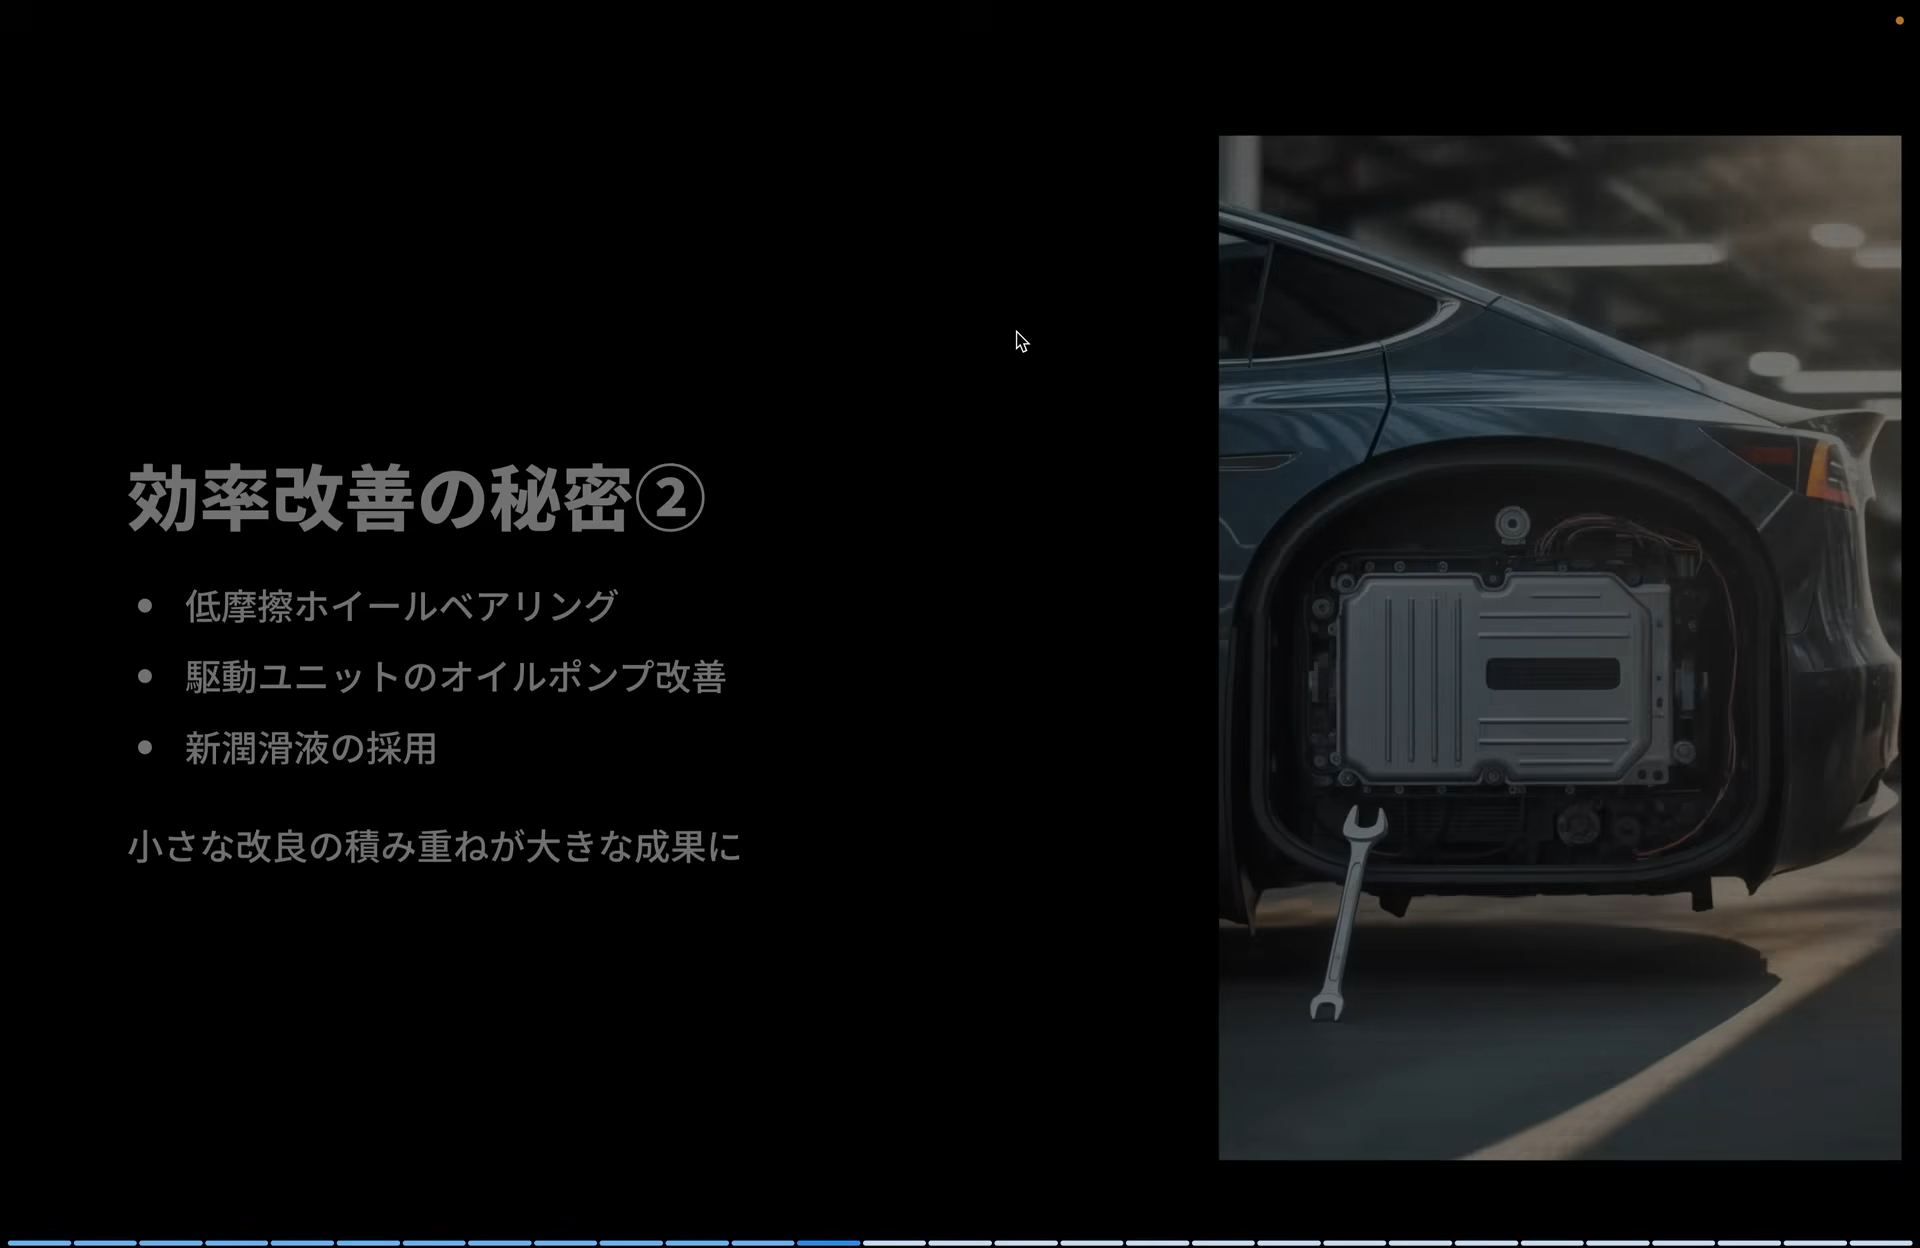 効率改善の秘密②
• 低摩擦ホイールベアリング
• 駆動ユニットのオイルポンプ改善
• 新潤滑液の採用
小さな改良の積み重ねが大きな成果に